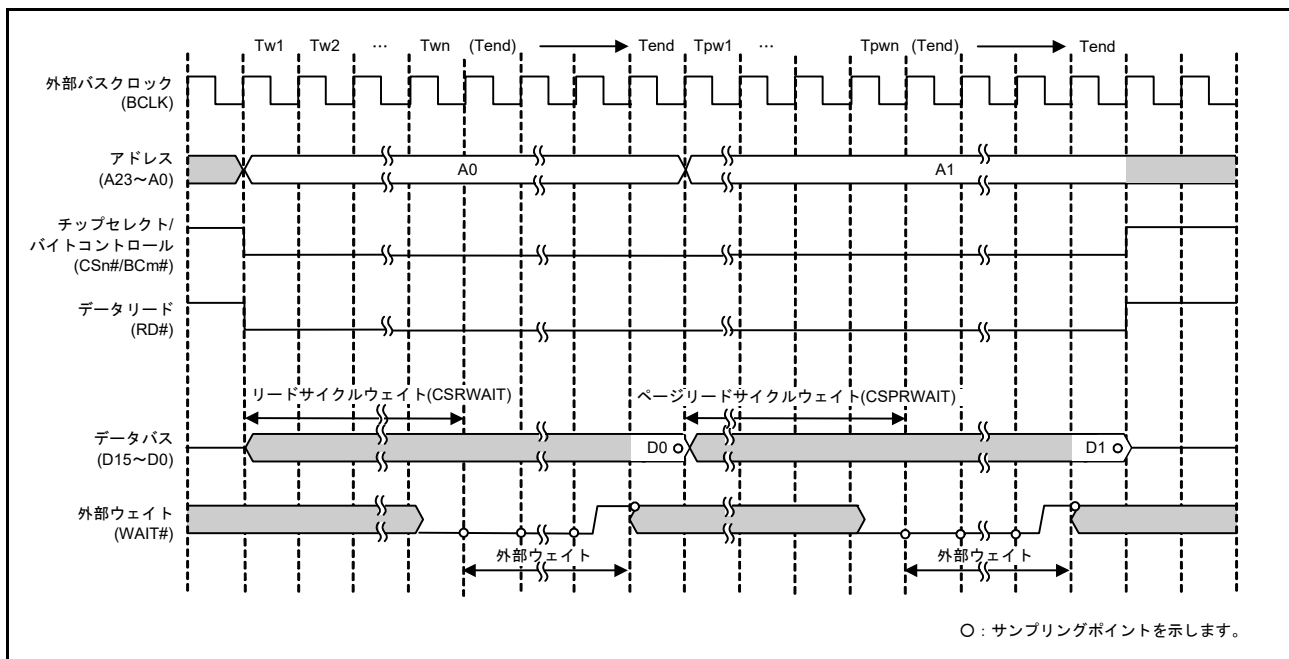 Tw1 Tw2 … Twn (Tend) Tend Tpw1 … Tpwn (Tend) Tend
外部バスクロック
(BCLK)
アドレス
(A23～A0)
A0 A1
チップセレクト/
バイトコントロール
(CSn#/BCm#)
データリード
(RD#)
リードサイクルウェイト(CSRWAIT) ページリードサイクルウェイト(CSPRWAIT)
データバス
(D15～D0)
D0 D1
外部ウェイト
(WAIT#)
外部ウェイト 外部ウェイト
○：サンプリングポイントを示します。